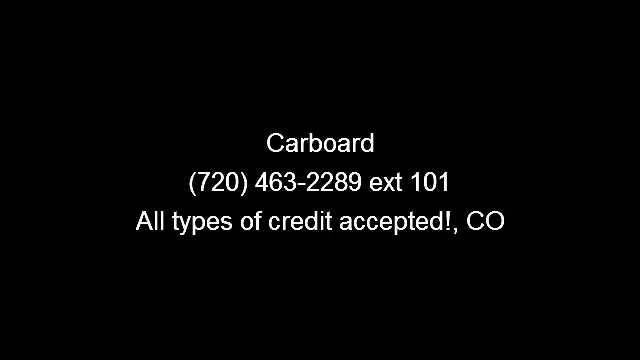 Carboard
(720) 463-2289 ext 101
All types of credit accepted!, CO